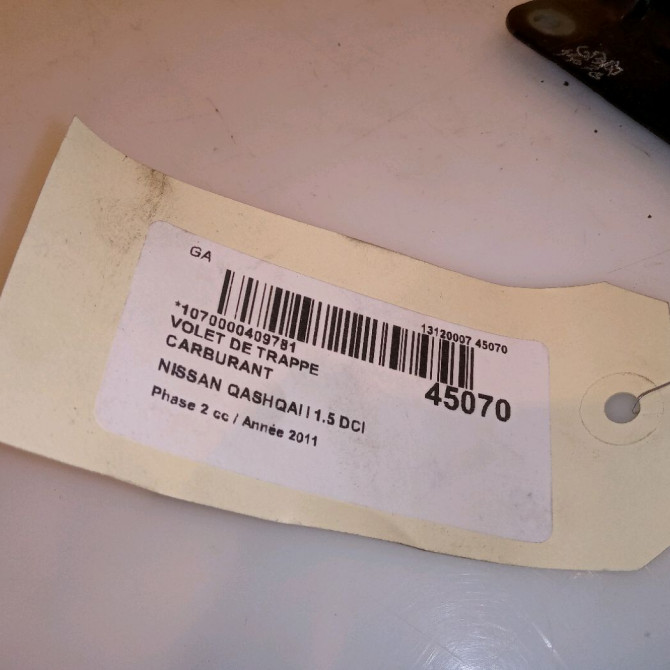 GA
*1070000409781
13120007 45070
VOLET DE TRAPPE
CARBURANT
45070
NISSAN QASHQAI I 1.5 DCI
Phase 2 cc / Année 2011